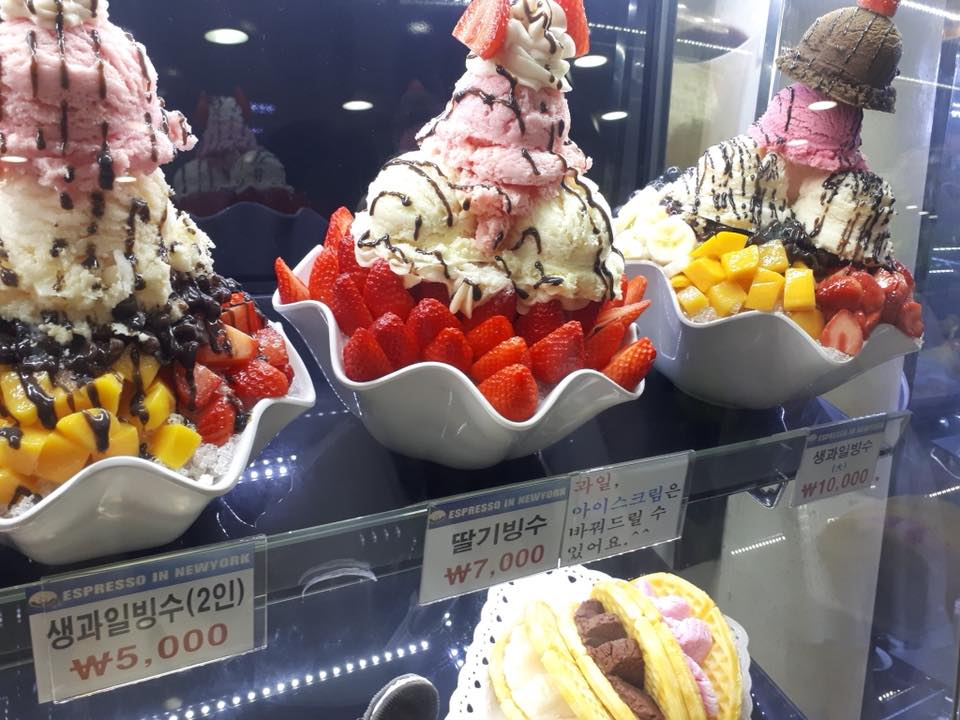 ESPRESSO IN NEWYORK
생과일빙수(2인)
₩5,000
ESPRESSO IN NEWYORK
딸기빙수
₩7,000
과일,
아이스크림은
바꿔드릴 수
있어요.^^
ESPRESSO IN NEWYORK
생과일빙수
(大)
₩10,000